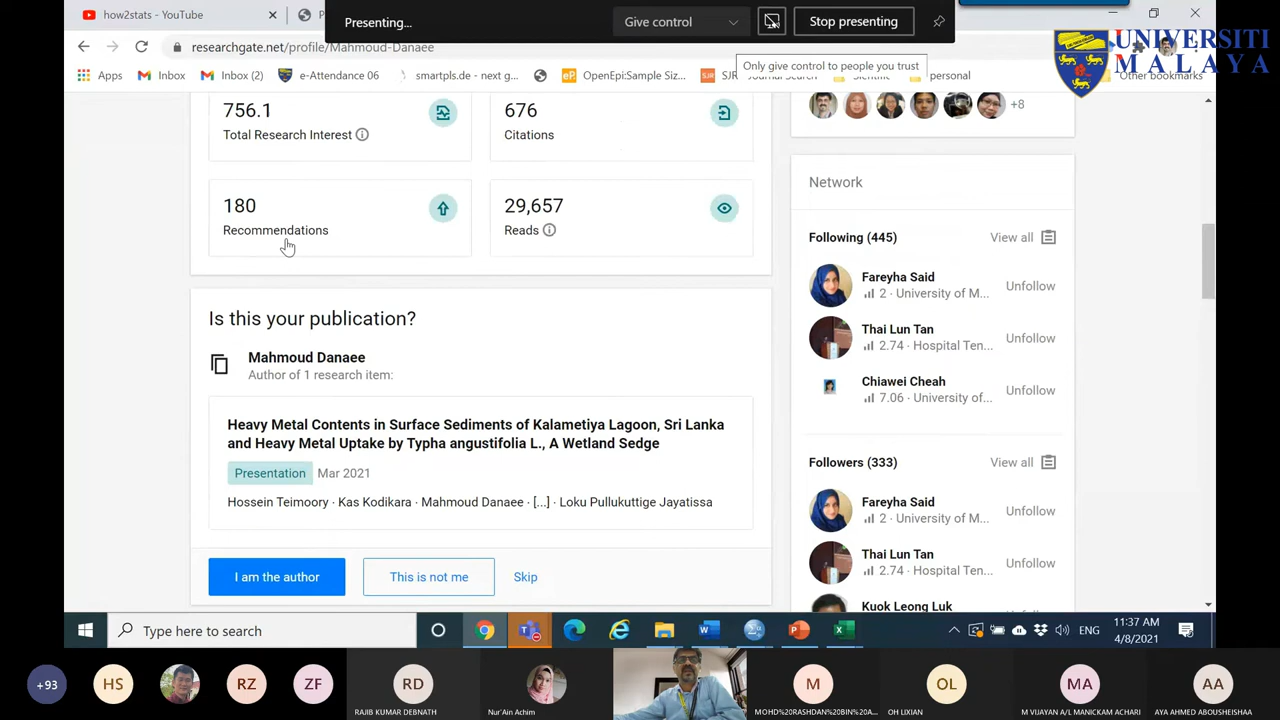 how2stats - YouTube
Presenting...
Give control
Stop presenting
researchgate.net/profile/Mahmoud-Danaee
Only give control to people you trust
UNIVERSITI
MALAYA
Apps
Inbox
Inbox (2)
e-Attendance 06
smartpls.de - next g...
OpenEpi:Sample Siz...
personal
Other bookmarks
756.1
Total Research Interest
676
Citations
+8
180
Recommendations
29,657
Reads
Network
Following (445)
View all
Fareyha Said
2 · University of M...
Unfollow
Thai Lun Tan
2.74 · Hospital Ten...
Unfollow
Chiawei Cheah
7.06 · University of...
Unfollow
Is this your publication?
Mahmoud Danaee
Author of 1 research item:
Heavy Metal Contents in Surface Sediments of Kalametiya Lagoon, Sri Lanka
and Heavy Metal Uptake by Typha angustifolia L., A Wetland Sedge
Presentation Mar 2021
Hossein Teimoory · Kas Kodikara · Mahmoud Danaee · [...] · Loku Pullukuttige Jayatissa
I am the author
This is not me
Skip
Followers (333)
View all
Fareyha Said
2 · University of M...
Unfollow
Thai Lun Tan
2.74 · Hospital Ten...
Unfollow
Kuok Leong Luk
Type here to search
ENG
11:37 AM
4/8/2021
+93
HS
RZ
ZF
RD
RAJIB KUMAR DEBNATH
Nur'Ain Achim
M
MOHD%20RASHDAN%20BIN%20A...
OL
OH LIXIAN
MA
M VIJAYAN A/L MANICKAM ACHARI
AA
AYA AHMED ABOUSHEISHAA